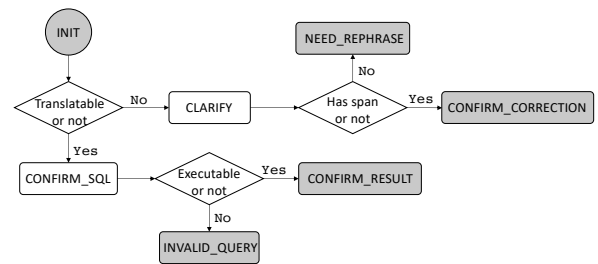 INIT
NEED_REPHRASE
No
Translatable
or not
No
CLARIFY
Has span
or not
Yes
CONFIRM_CORRECTION
Yes
CONFIRM_SQL
Executable
or not
Yes
CONFIRM_RESULT
No
INVALID_QUERY